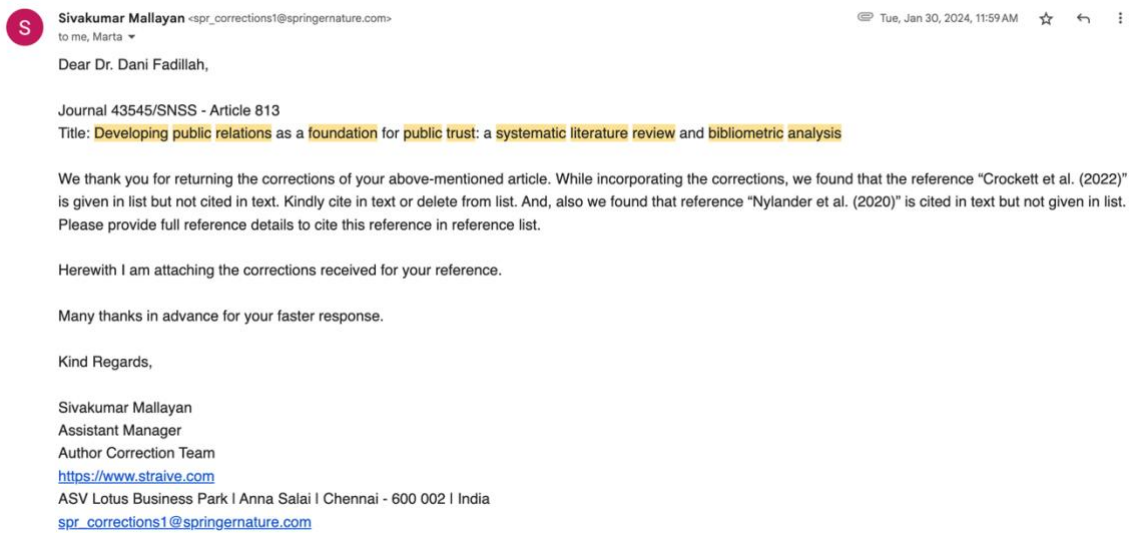 S
Sivakumar Mallayan <spr_corrections1@springernature.com>
Tue, Jan 30, 2024, 11:59 AM
to me, Marta
Dear Dr. Dani Fadillah,
Journal 43545/SNSS - Article 813
Title: Developing public relations as a foundation for public trust: a systematic literature review and bibliometric analysis
We thank you for returning the corrections of your above-mentioned article. While incorporating the corrections, we found that the reference “Crockett et al. (2022)”
is given in list but not cited in text. Kindly cite in text or delete from list. And, also we found that reference “Nylander et al. (2020)” is cited in text but not given in list.
Please provide full reference details to cite this reference in reference list.
Herewith I am attaching the corrections received for your reference.
Many thanks in advance for your faster response.
Kind Regards,
Sivakumar Mallayan
Assistant Manager
Author Correction Team
https://www.straive.com
ASV Lotus Business Park | Anna Salai | Chennai - 600 002 | India
spr_corrections1@springernature.com